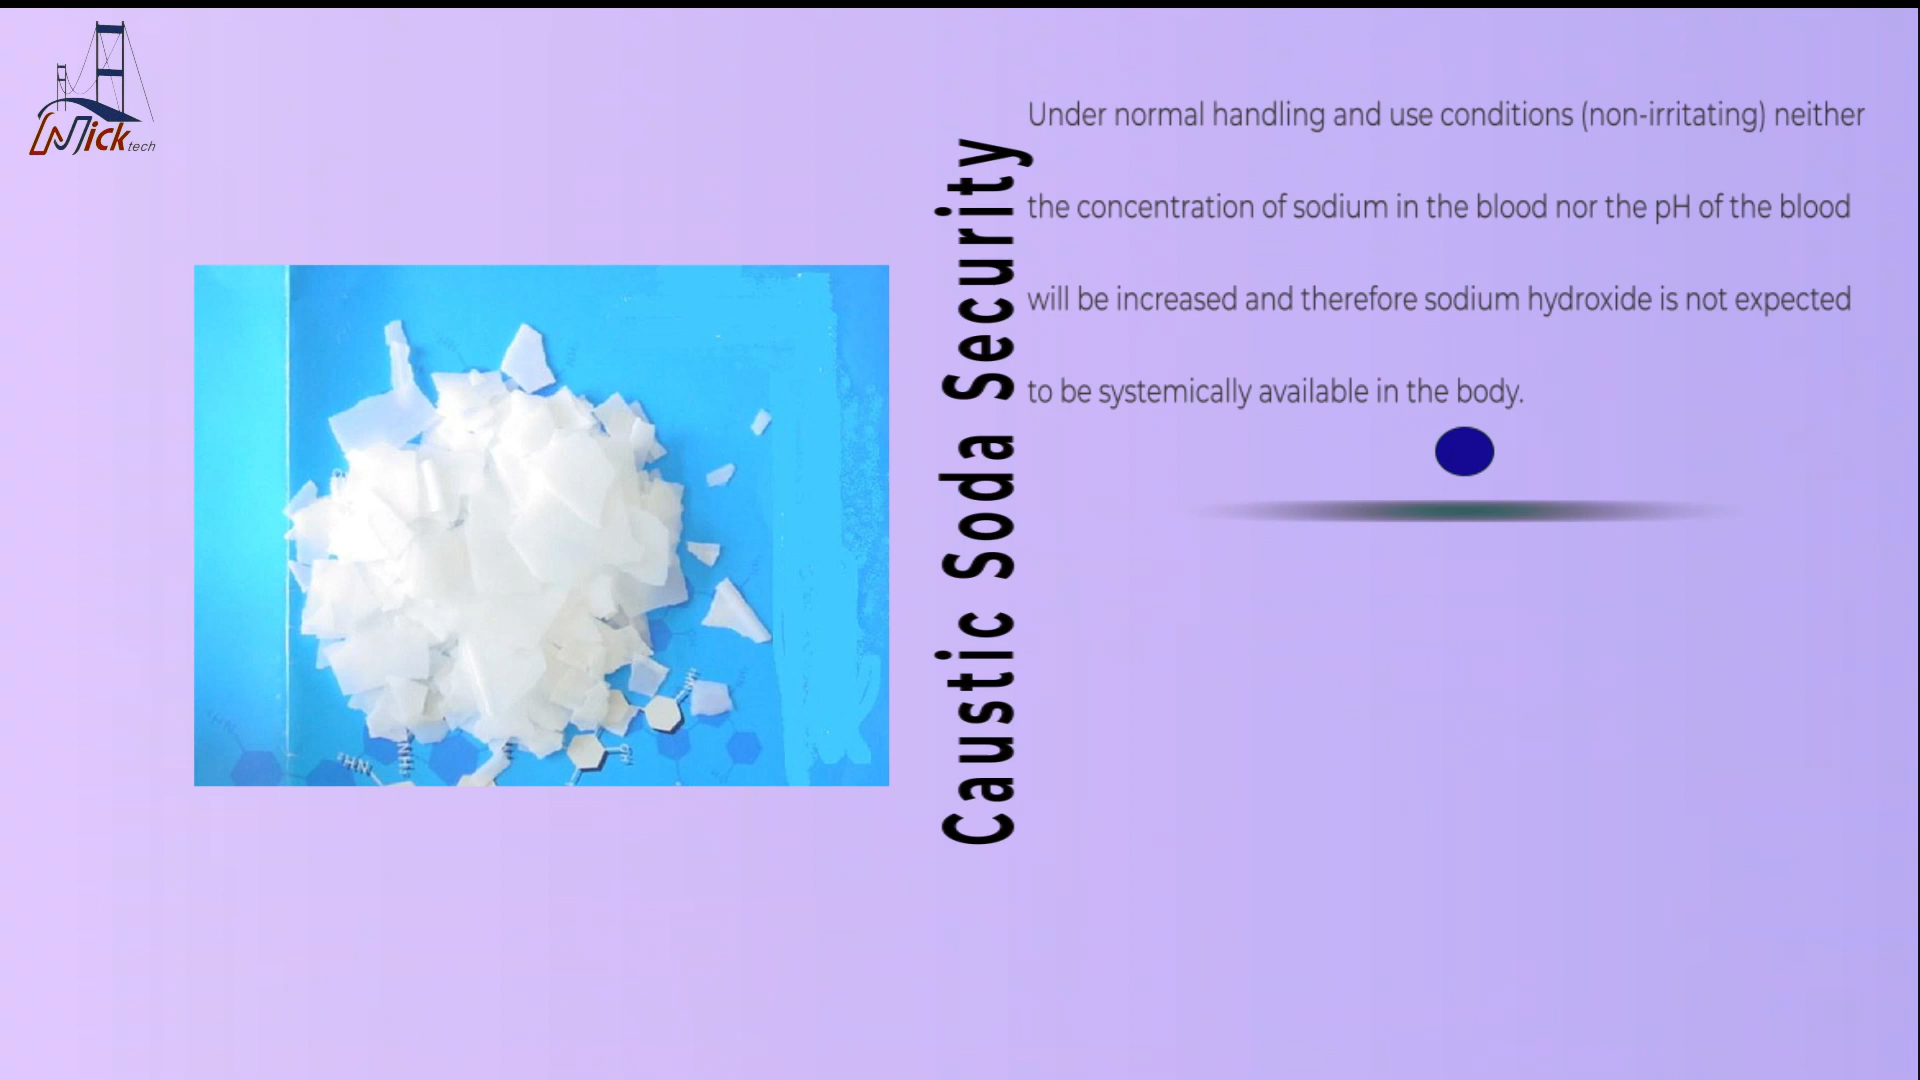 Nick tech
Caustic Soda Security
Under normal handling and use conditions (non-irritating) neither
the concentration of sodium in the blood nor the pH of the blood
will be increased and therefore sodium hydroxide is not expected
to be systemically available in the body.